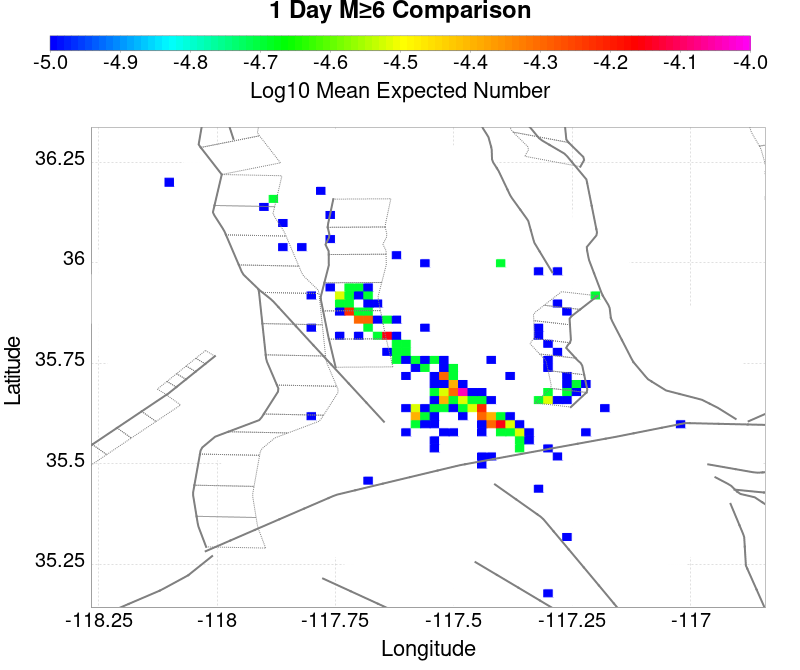 1 Day M≥6 Comparison
-5.0 -4.9 -4.8 -4.7 -4.6 -4.5 -4.4 -4.3 -4.2 -4.1 -4.0
Log10 Mean Expected Number
36.25
36
35.75
35.5
35.25
Latitude
-118.25 -118 -117.75 -117.5 -117.25 -117
Longitude